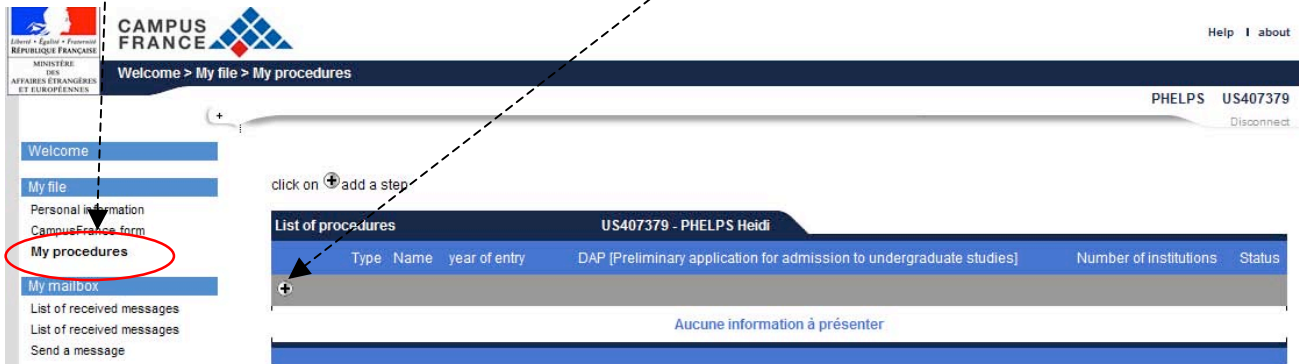 Liberté • Égalité • Fraternité
RÉPUBLIQUE FRANÇAISE
MINISTÈRE
DES
AFFAIRES ÉTRANGÈRES
ET EUROPÉENNES
CAMPUS
FRANCE
Help I about
Welcome > My file > My procedures
PHELPS US407379
Disconnect
Welcome
My file
Personal information
CampusFrance form
My procedures
My mailbox
List of received messages
List of received messages
Send a message
click on add a step
List of procedures US407379 - PHELPS Heidi
Type Name year of entry DAP [Preliminary application for admission to undergraduate studies] Number of institutions Status
Aucune information à présenter